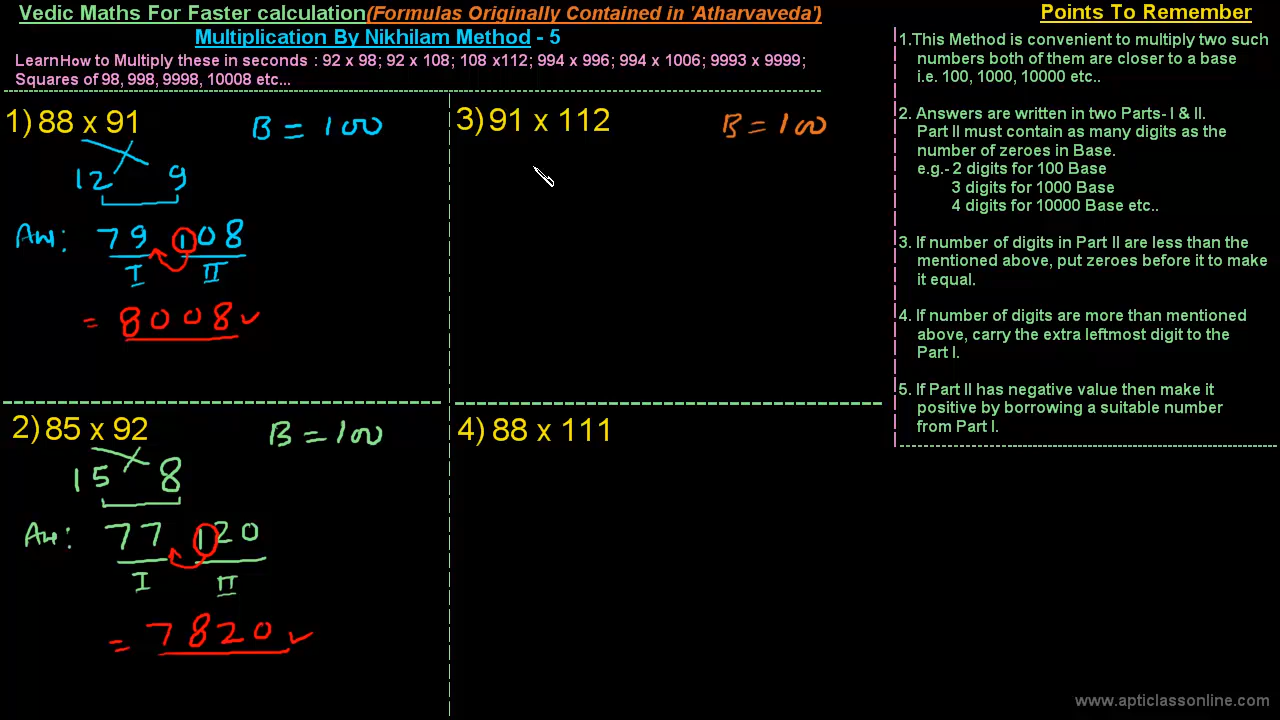 Vedic Maths For Faster calculation(Formulas Originally Contained in 'Atharvaveda')
Multiplication By Nikhilam Method - 5
Learn How to Multiply these in seconds : 92 x 98; 92 x 108; 108 x112; 994 x 996; 994 x 1006; 9993 x 9999;
Squares of 98, 998, 9998, 10008 etc...
1) 88 x 91 B = 100
12 9
Ans: 79 108
I II
= 8008
2) 85 x 92 B = 100
15 8
Ans: 77 120
I II
= 7820
3) 91 x 112 B = 100
4) 88 x 111
Points To Remember
1.This Method is convenient to multiply two such
numbers both of them are closer to a base
i.e. 100, 1000, 10000 etc..
2. Answers are written in two Parts- I & II.
Part II must contain as many digits as the
number of zeroes in Base.
e.g.- 2 digits for 100 Base
3 digits for 1000 Base
4 digits for 10000 Base etc..
3. If number of digits in Part II are less than the
mentioned above, put zeroes before it to make
it equal.
4. If number of digits are more than mentioned
above, carry the extra leftmost digit to the
Part I.
5. If Part II has negative value then make it
positive by borrowing a suitable number
from Part I.
www.apticlassonline.com